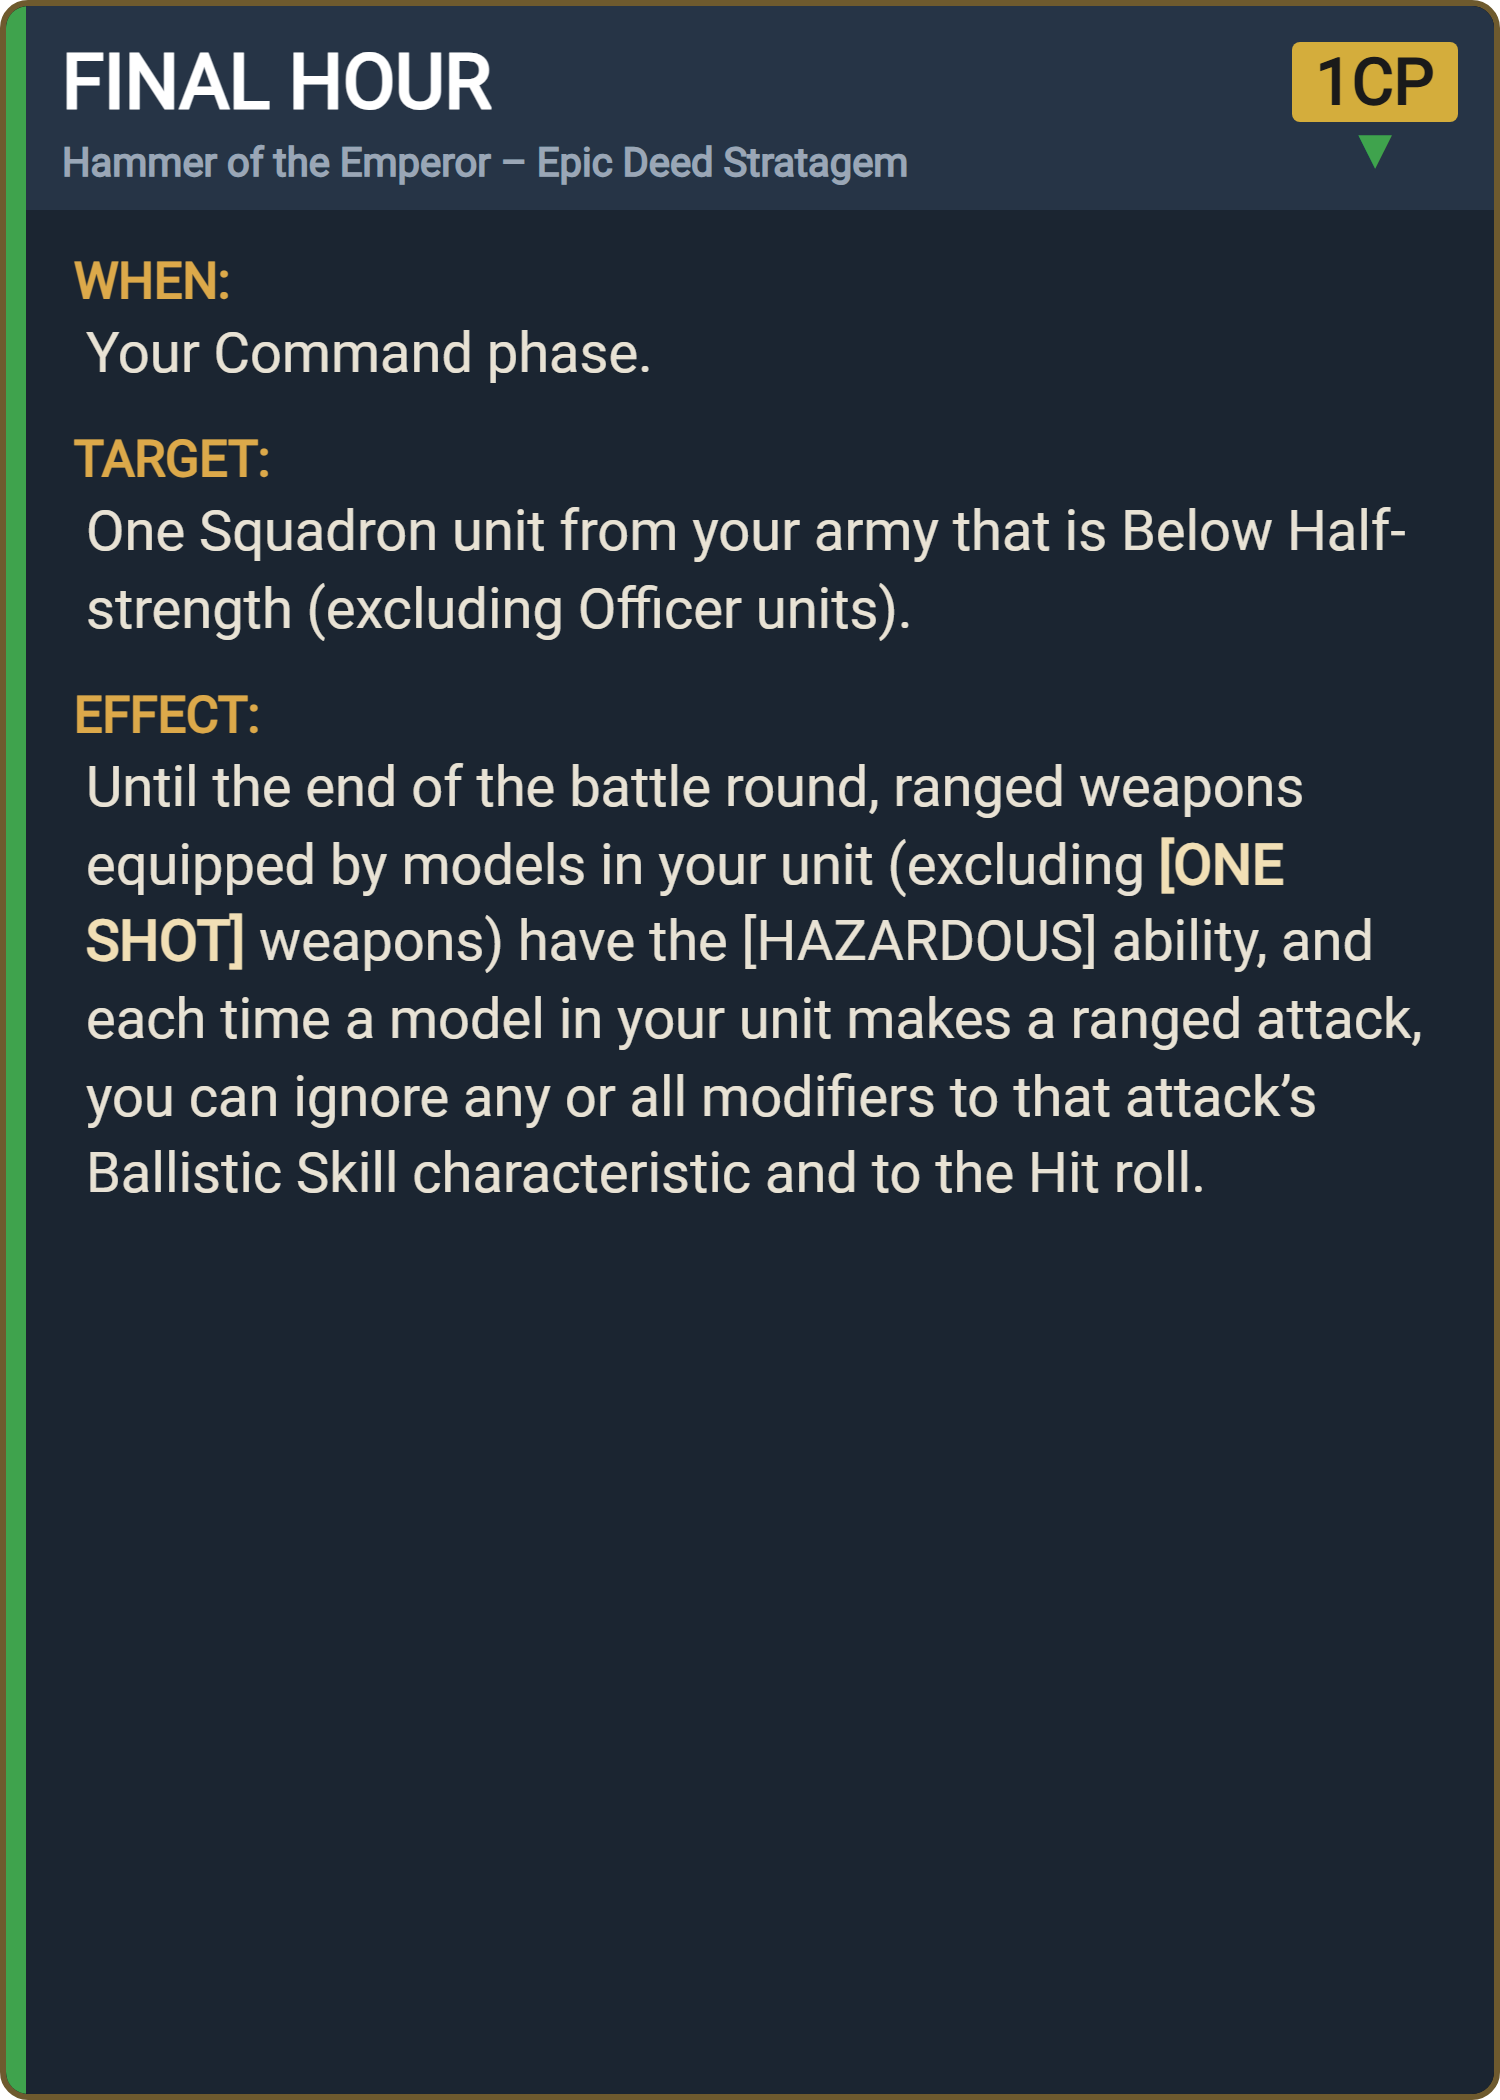 FINAL HOUR
1CP
Hammer of the Emperor – Epic Deed Stratagem
WHEN:
Your Command phase.
TARGET:
One Squadron unit from your army that is Below Half-
strength (excluding Officer units).
EFFECT:
Until the end of the battle round, ranged weapons
equipped by models in your unit (excluding [ONE
SHOT] weapons) have the [HAZARDOUS] ability, and
each time a model in your unit makes a ranged attack,
you can ignore any or all modifiers to that attack’s
Ballistic Skill characteristic and to the Hit roll.